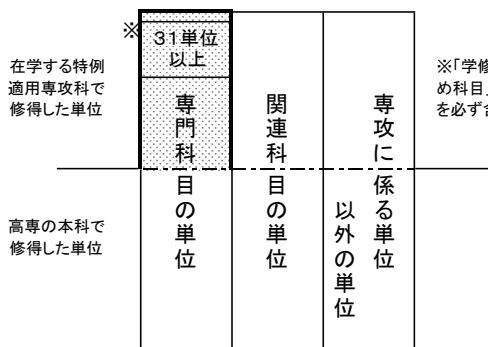 ※
31単位
以上
在学する特例
適用専攻科で
修得した単位
専門科目の単位
関連科目の単位
専攻に係る単位
以外の単位
※「学修
め科目」
を必ず含
高専の本科で
修得した単位